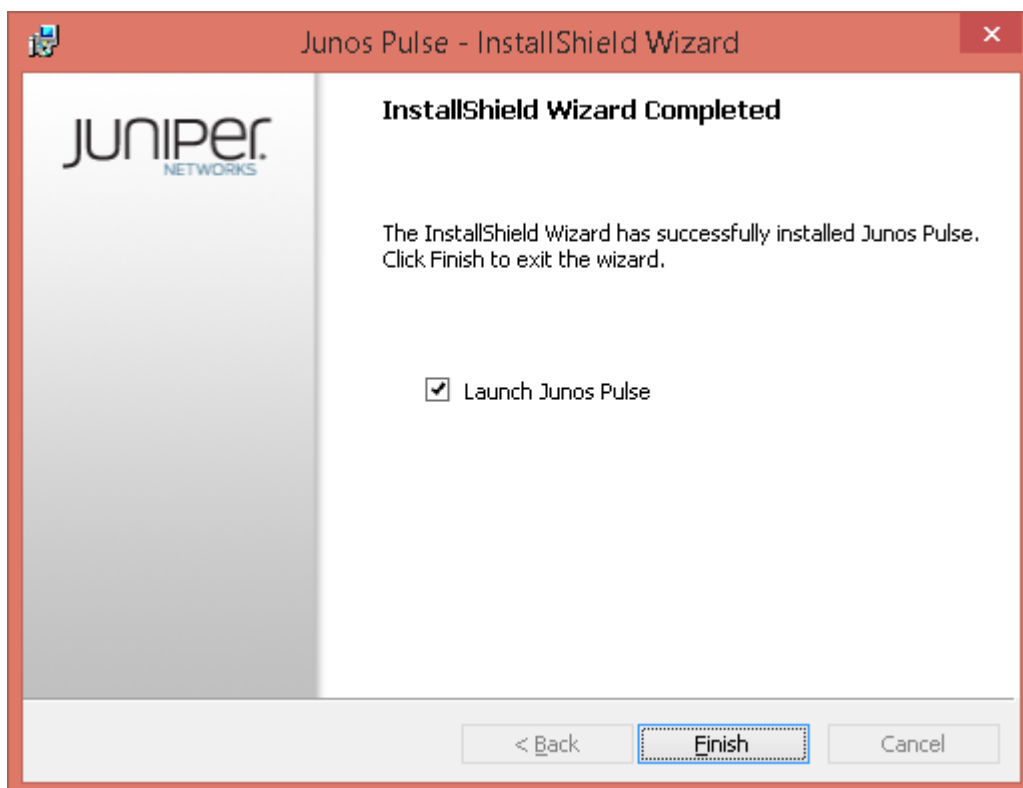 Junos Pulse - InstallShield Wizard
JUNIPEr
NETWORKS
InstallShield Wizard Completed
The InstallShield Wizard has successfully installed Junos Pulse.
Click Finish to exit the wizard.
Launch Junos Pulse
< Back
Finish
Cancel